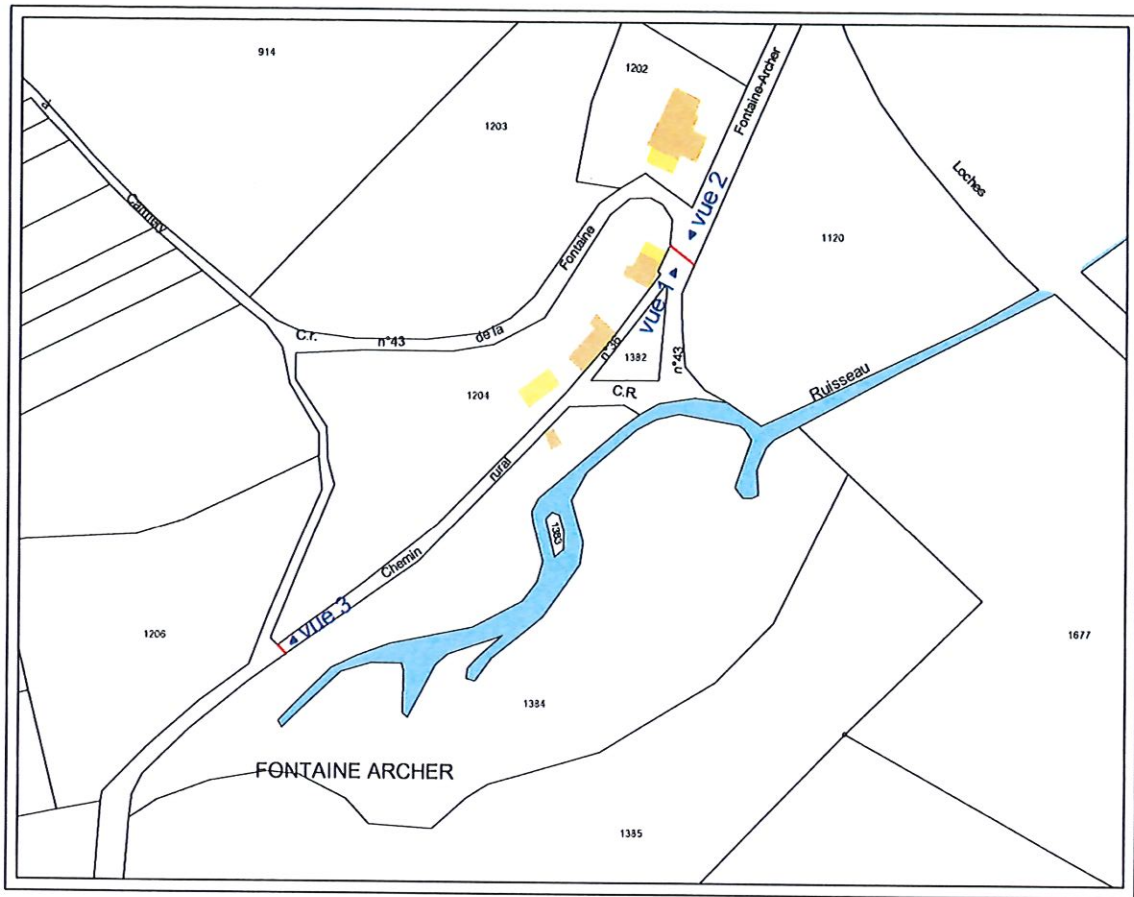 914
1202
Fontaine-Archer
1203
Loches
vue 2
1120
Fontaine
C.r. n°43 de la
vue 1
n°36
1382
n°43
C.R.
Ruisseau
1204
rural
1383
Chemin
vue 3
1206
1677
1384
FONTAINE ARCHER
1385